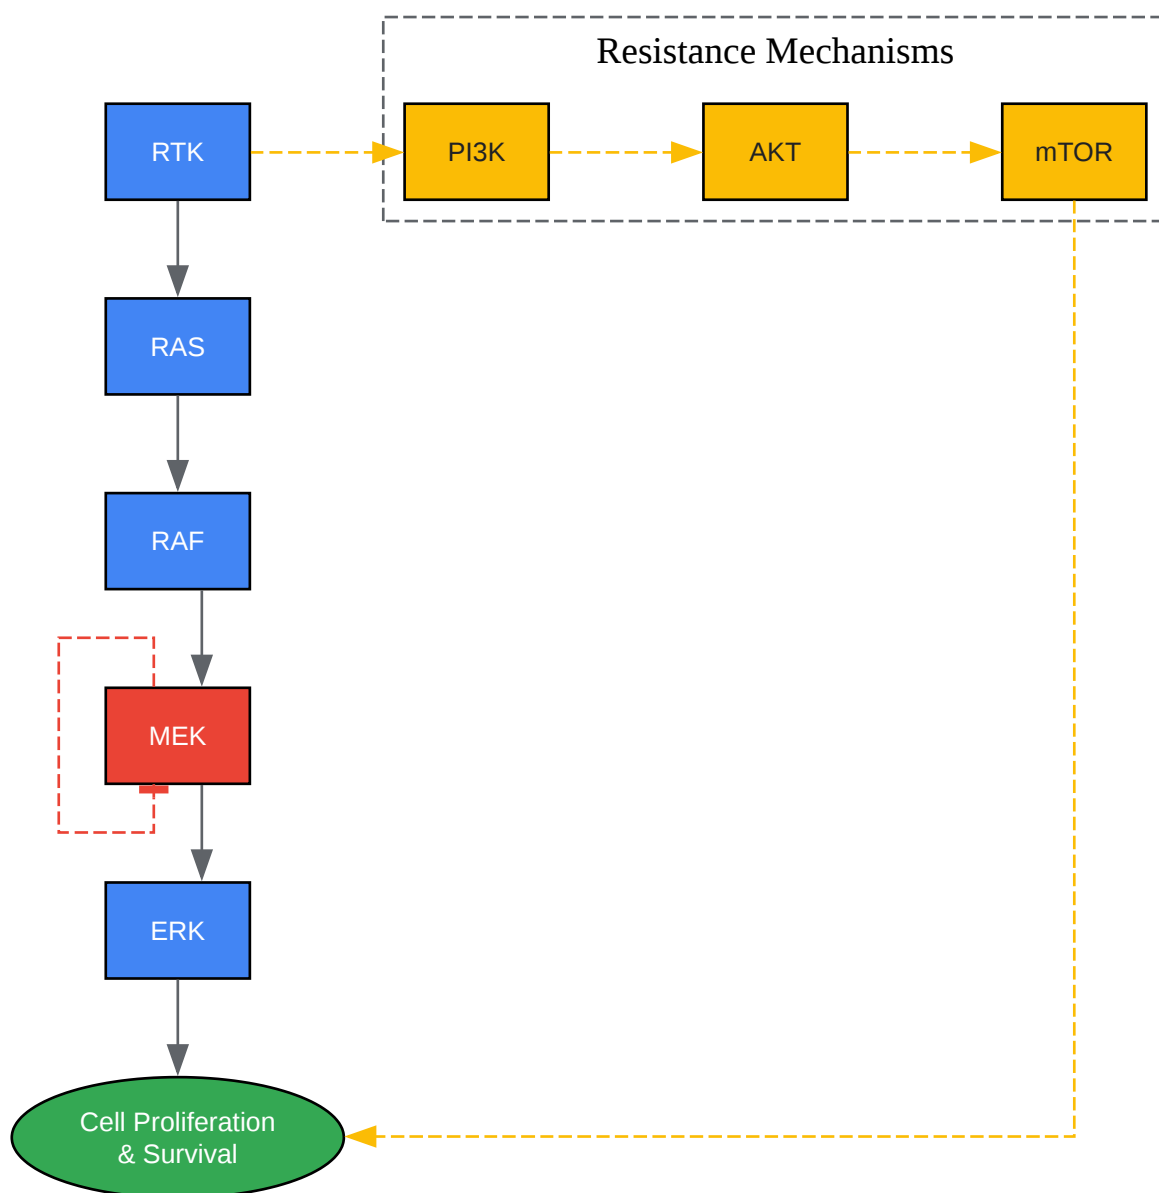 Resistance Mechanisms
RTK
PI3K
AKT
mTOR
RAS
RAF
MEK
ERK
Cell Proliferation
& Survival